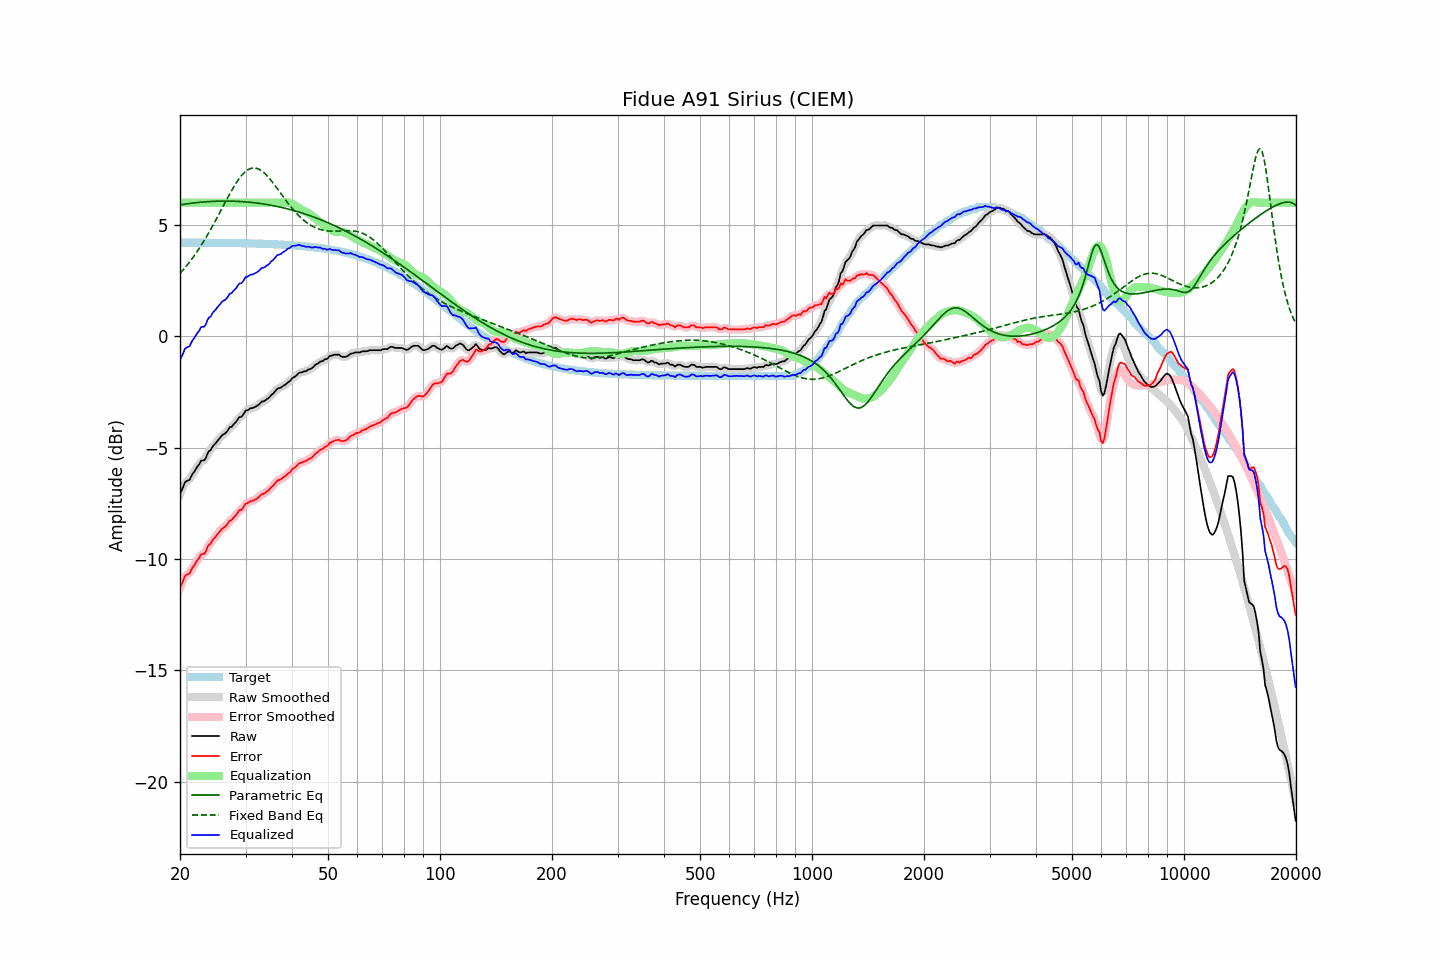 Fidue A91 Sirius (CIEM)
Amplitude (dBr)
5
0
−5
−10
−15
−20
Target
Raw Smoothed
Error Smoothed
Raw
Error
Equalization
Parametric Eq
Fixed Band Eq
Equalized
20 50 100 200 500 1000 2000 5000 10000 20000
Frequency (Hz)